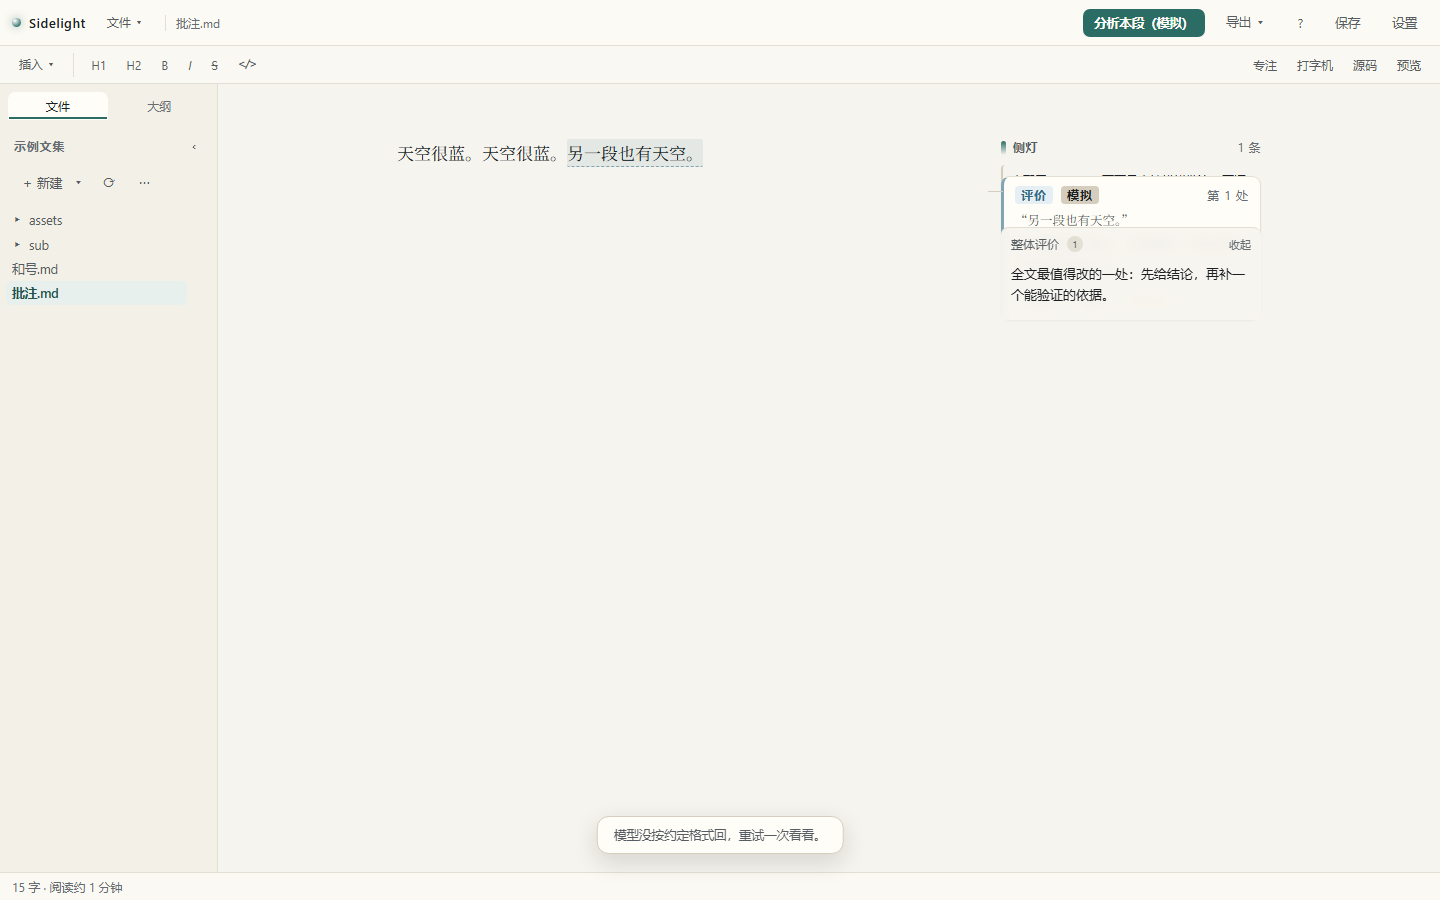 Sidelight 文件 ▾ 批注.md 分析本段（模拟） 导出 ▾ ? 保存 设置
插入 ▾ H1 H2 B I S </> 专注 打字机 源码 预览
文件 大纲
示例文集 ‹
+ 新建 ▾ ⟳ ···
▸ assets
▸ sub
和号.md
批注.md
天空很蓝。天空很蓝。另一段也有天空。
侧灯 1 条
评价 模拟 第 1 处
“另一段也有天空。”
整体评价 1 收起
全文最值得改的一处：先给结论，再补一
个能验证的依据。
模型没按约定格式回，重试一次看看。
15 字 · 阅读约 1 分钟